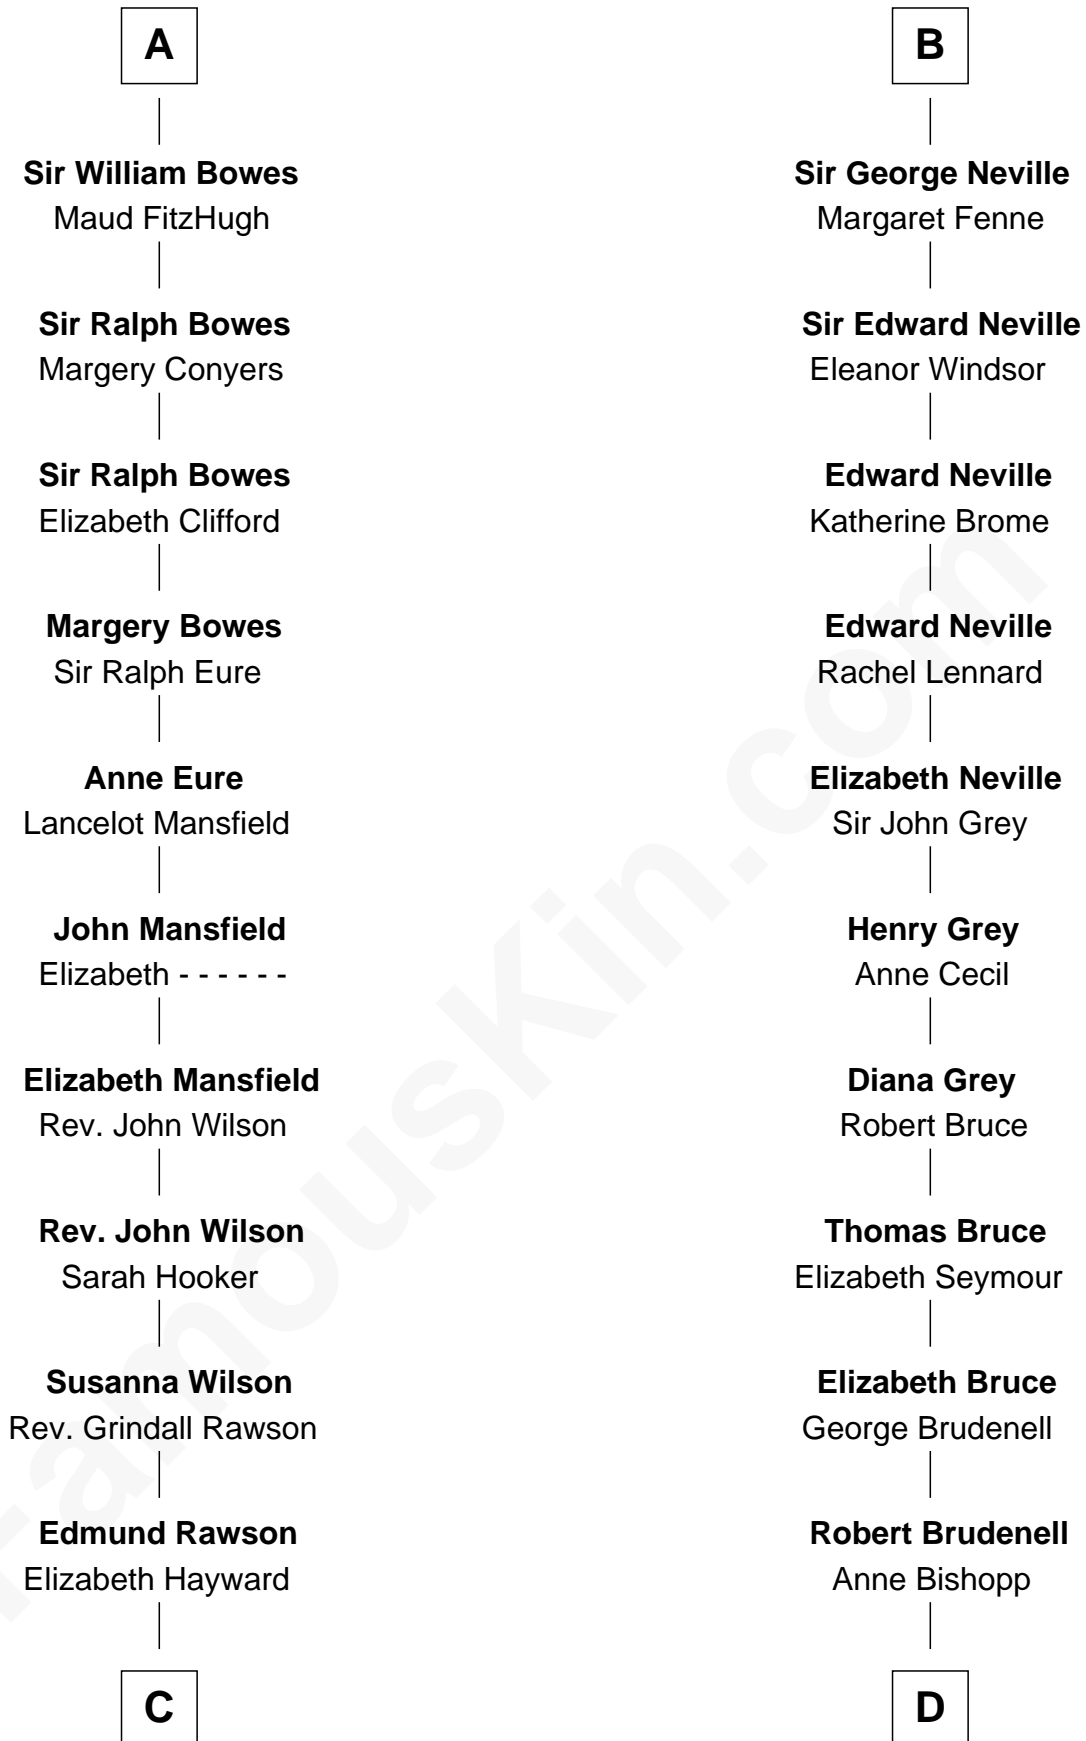 A
Sir William Bowes
Maud FitzHugh
Sir Ralph Bowes
Margery Conyers
Sir Ralph Bowes
Elizabeth Clifford
Margery Bowes
Sir Ralph Eure
Anne Eure
Lancelot Mansfield
John Mansfield
Elizabeth - - - - - -
Elizabeth Mansfield
Rev. John Wilson
Rev. John Wilson
Sarah Hooker
Susanna Wilson
Rev. Grindall Rawson
Edmund Rawson
Elizabeth Hayward
C
B
Sir George Neville
Margaret Fenne
Sir Edward Neville
Eleanor Windsor
Edward Neville
Katherine Brome
Edward Neville
Rachel Lennard
Elizabeth Neville
Sir John Grey
Henry Grey
Anne Cecil
Diana Grey
Robert Bruce
Thomas Bruce
Elizabeth Seymour
Elizabeth Bruce
George Brudenell
Robert Brudenell
Anne Bishopp
D
FamousKin.com